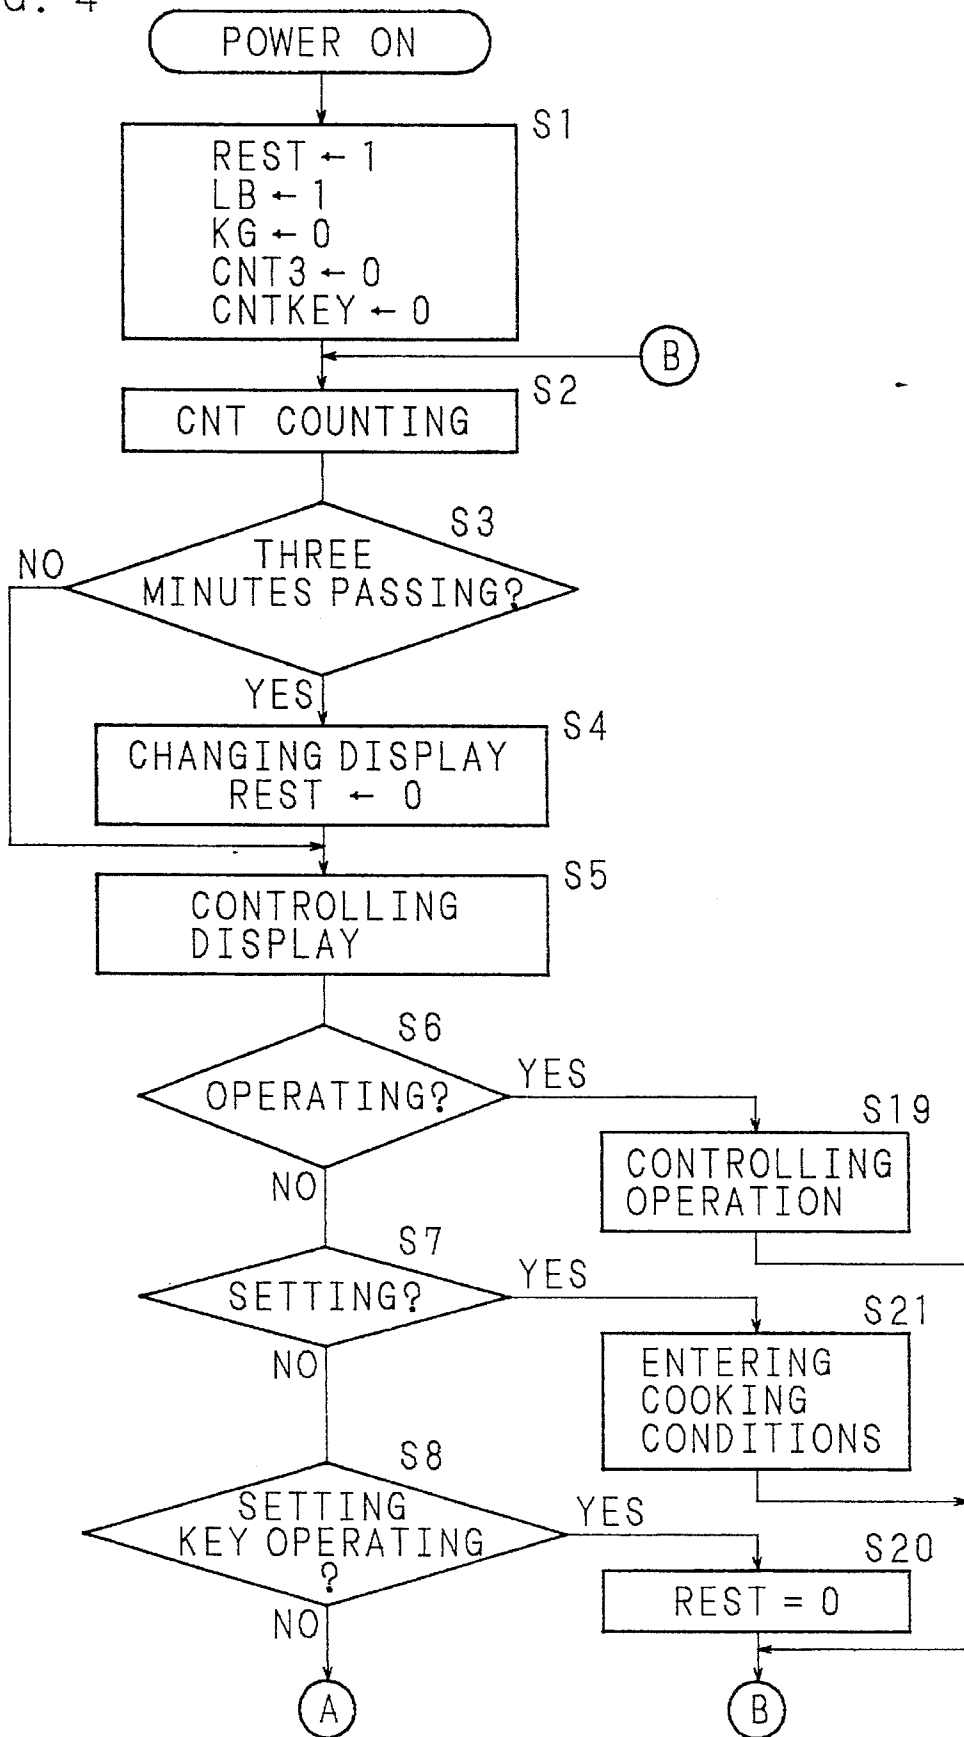 G. 4
POWER ON
S1
REST ← 1
LB ← 1
KG ← 0
CNT3 ← 0
CNTKEY ← 0
B
S2
CNT COUNTING
S3
THREE
MINUTES PASSING?
NO
YES
S4
CHANGING DISPLAY
REST ← 0
S5
CONTROLLING
DISPLAY
S6
OPERATING?
YES
NO
S19
CONTROLLING
OPERATION
S7
SETTING?
YES
NO
S21
ENTERING
COOKING
CONDITIONS
S8
SETTING
KEY OPERATING
?
YES
NO
S20
REST = 0
A
B